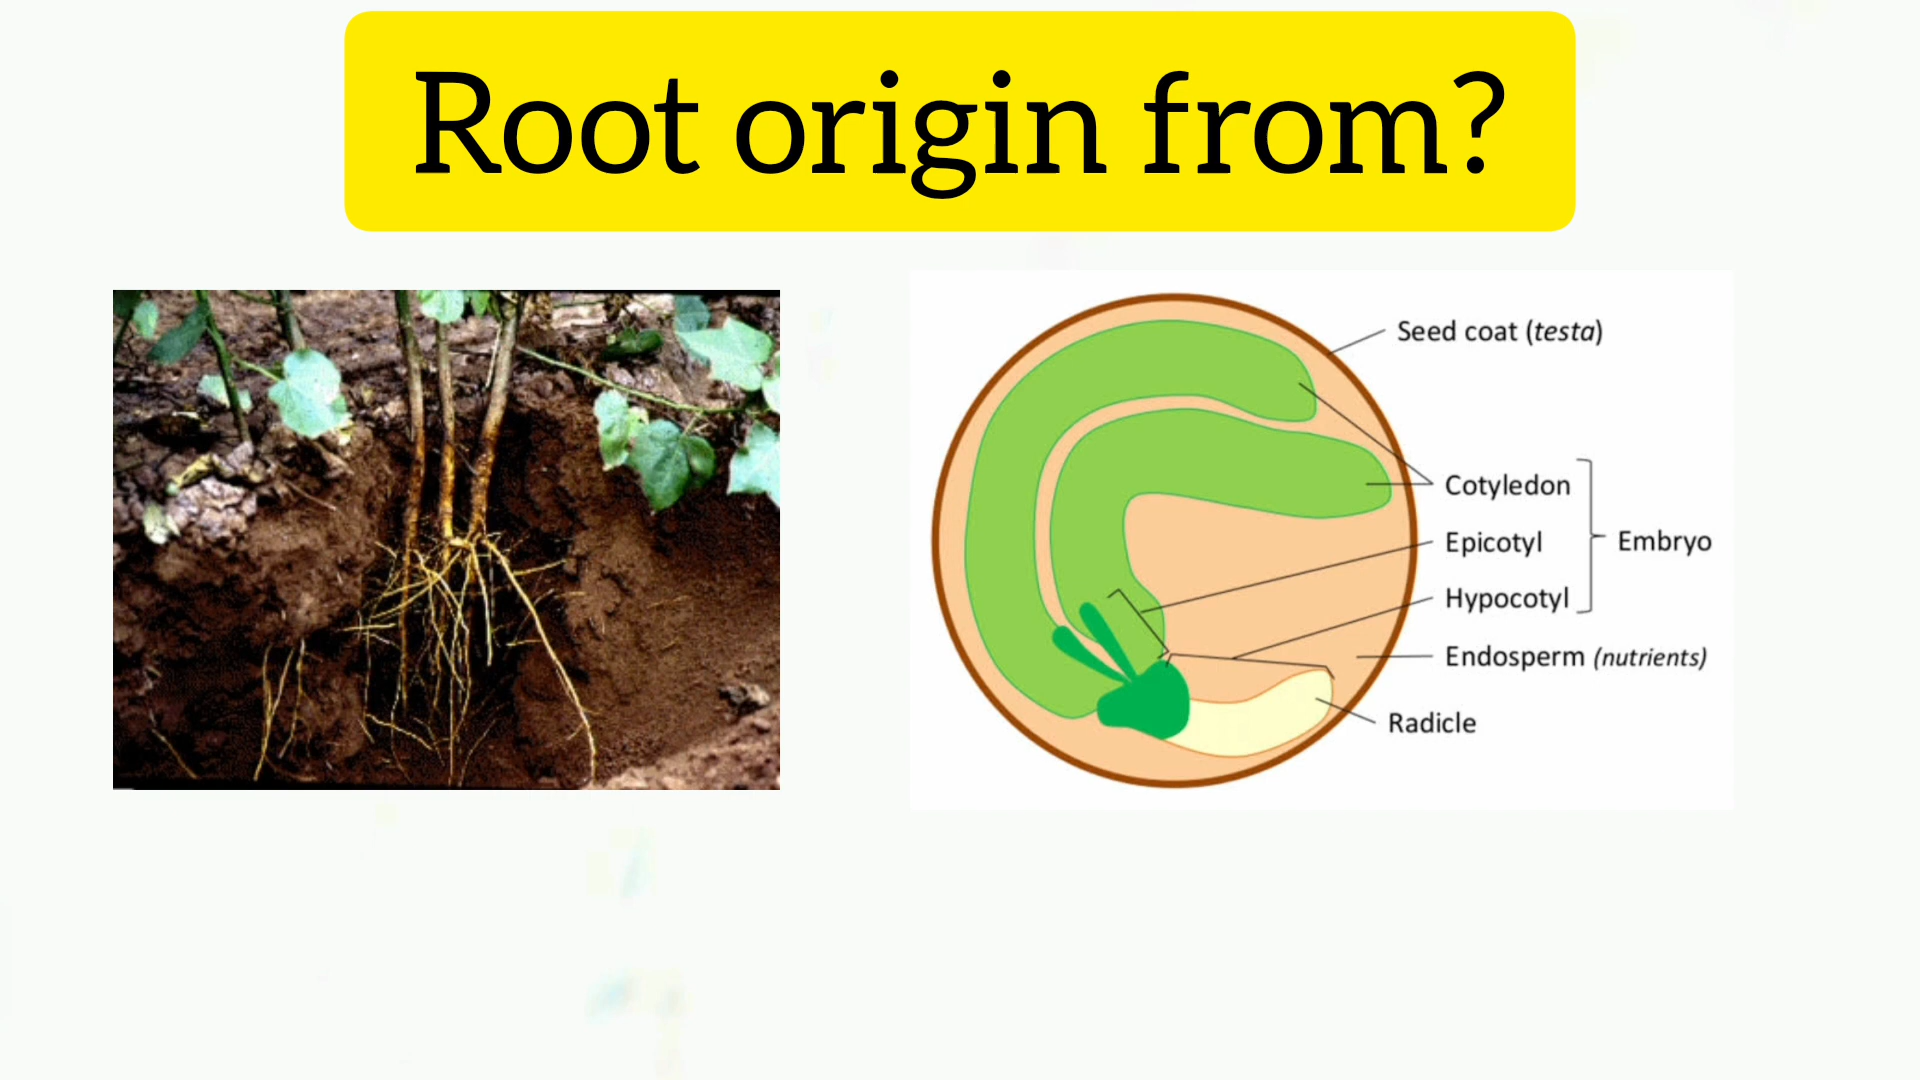 Root origin from?
Seed coat (testa)
Cotyledon
Epicotyl
Embryo
Hypocotyl
Endosperm (nutrients)
Radicle